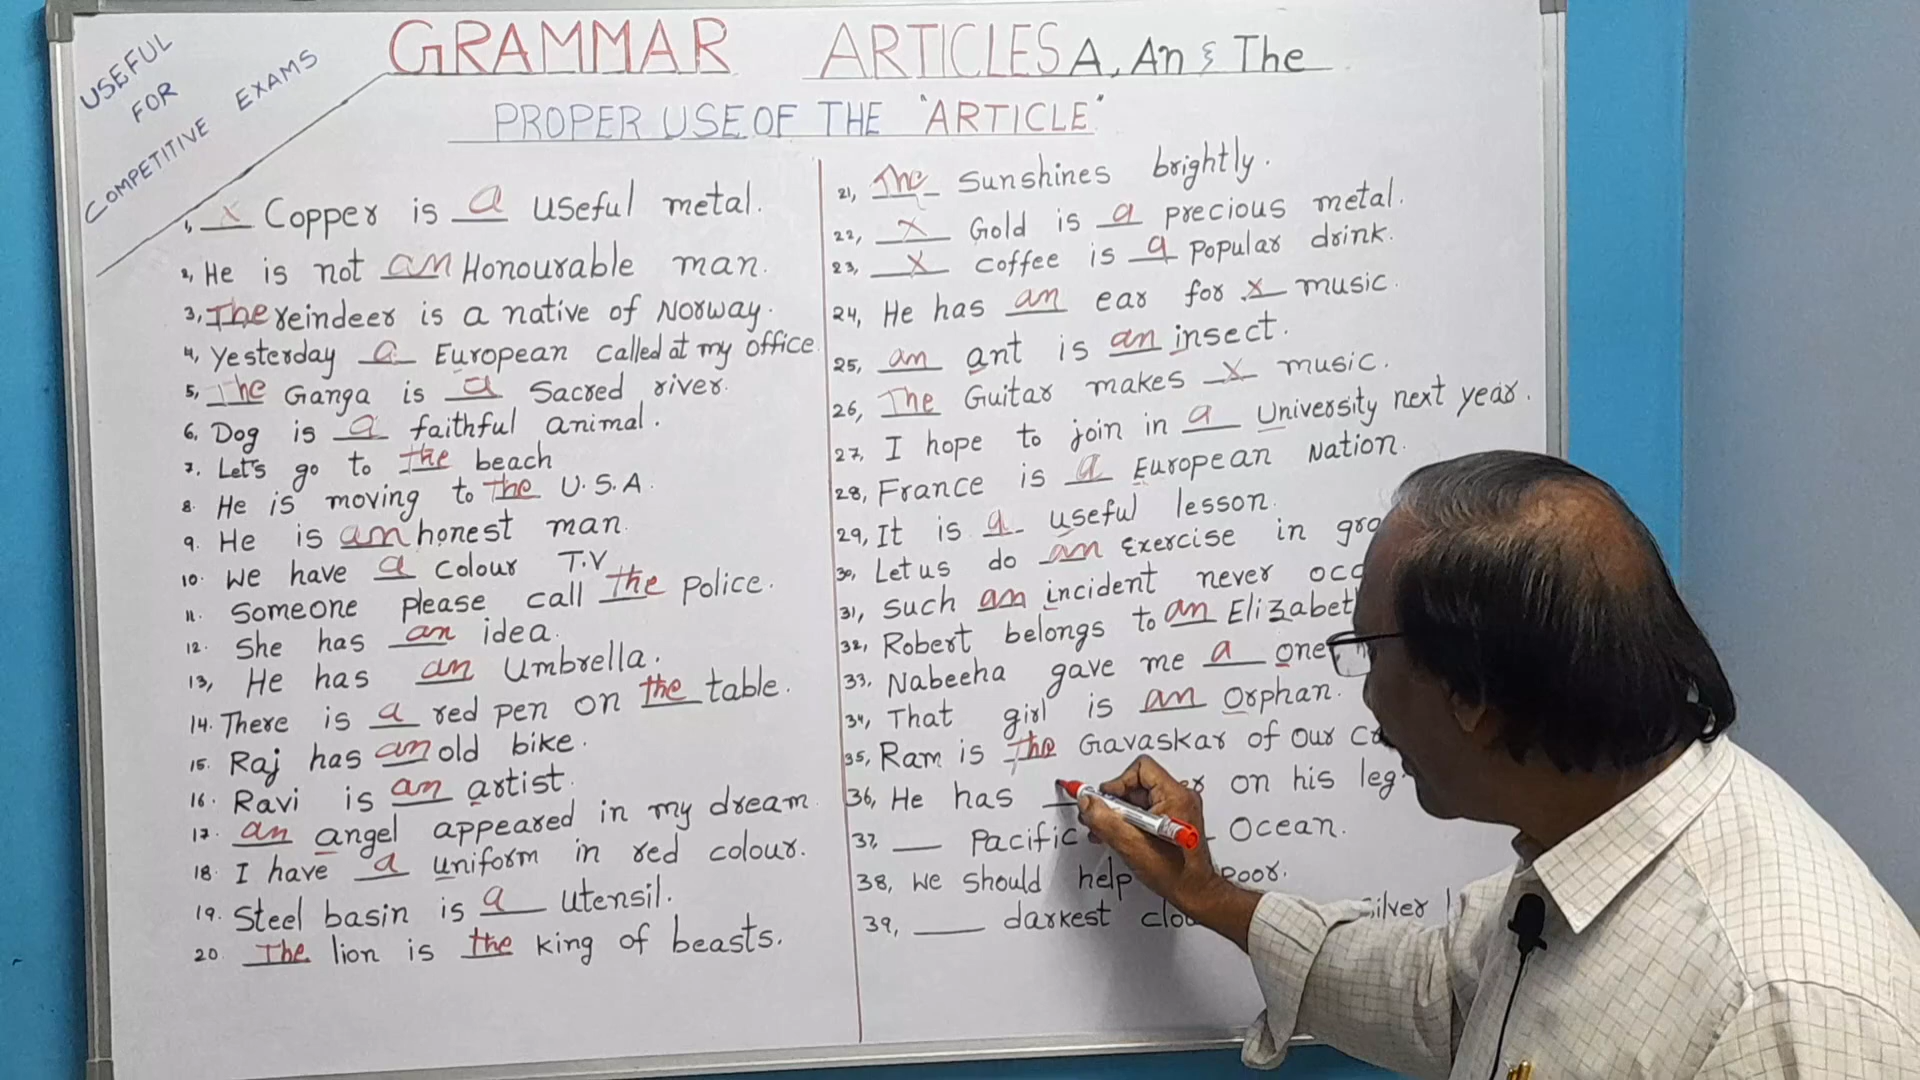 USEFUL
FOR
COMPETITIVE EXAMS
GRAMMAR ARTICLES A, An & The
PROPER USE OF THE "ARTICLE"
1, x Copper is a useful metal.
2, He is not an Honourable man.
3, The reindeer is a native of Norway.
4, Yesterday a European called at my office
5, The Ganga is a Sacred river.
6, Dog is a faithful animal.
7. Let's go to the beach
8. He is moving to the U.S.A.
9. He is an honest man.
10. We have a colour T.V
11. Someone please call the police.
12. She has an idea.
13, He has an Umbrella.
14. There is a red pen on the table.
15. Raj has an old bike.
16. Ravi is an artist.
17. an angel appeared in my dream.
18. I have a uniform in red colour.
19. Steel basin is a utensil.
20. The lion is the king of beasts.
21, The Sunshines brightly.
22, x Gold is a precious metal.
23, x coffee is a popular drink.
24, He has an ear for x music.
25, an ant is an insect.
26, The Guitar makes x music.
27, I hope to join in a University next year.
28, France is a European Nation.
29, It is a useful lesson.
30, Let us do an Exercise in
31, Such an incident never
32, Robert belongs to an
33. Nabeeha gave me a
34, That girl is an Orphan.
35, Ram is The Gavaskar of our
36, He has ___ on his leg.
37, ___ Pacific Ocean.
38, We should help poor.
39, ___ darkest Silver